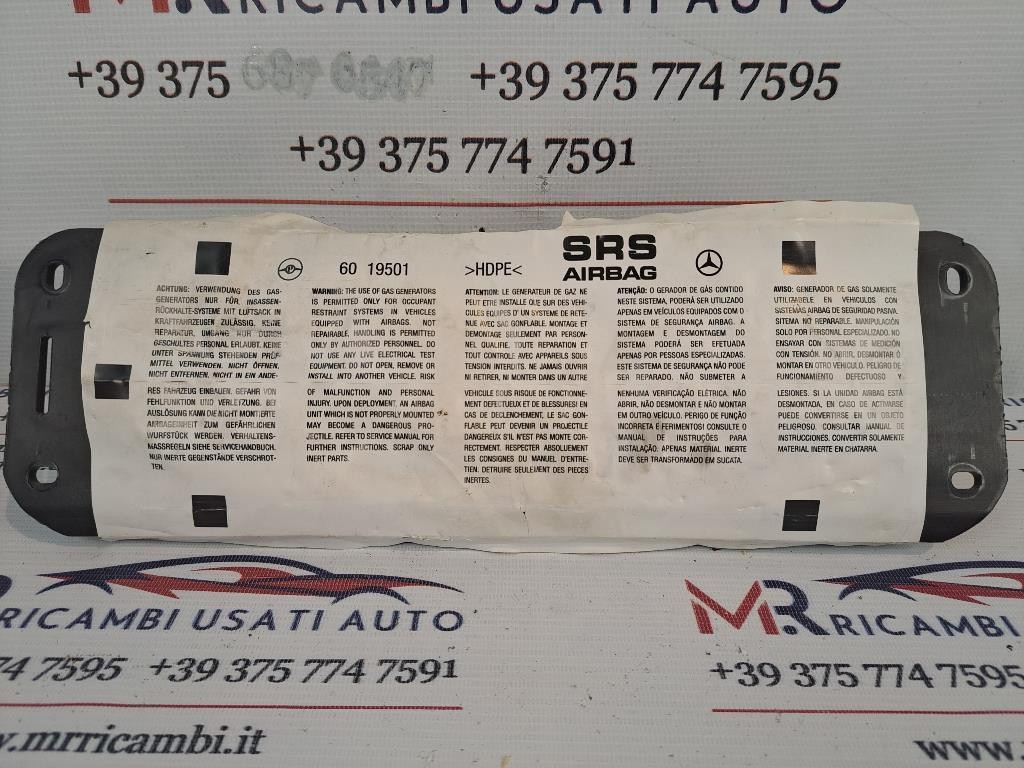 MR RICAMBI USATI AUTO
+39 375 +39 375 774 7595
+39 375 774 7591
60 19501
>HDPE<
SRS
AIRBAG
ACHTUNG: VERWENDUNG DES GAS-
GENERATORS NUR FÜR INSASSEN-
RÜCKHALTE-SYSTEME MIT LUFTSACK IN
KRAFTFAHRZEUGEN ZULÄSSIG. KEINE
REPARATUR, UMGANG NUR DURCH
GESCHULTES PERSONAL ERLAUBT. KEINE
UNTER SPANNUNG STEHENDEN PRÜF-
MITTEL VERWENDEN. NICHT ÖFFNEN,
NICHT ENTFERNEN. NICHT IN EIN ANDE-
RES FAHRZEUG EINBAUEN. GEFAHR VON
FEHLFUNKTION UND VERLETZUNG. BEI
AUSLÖSUNG KANN DIE NICHT MONTIERTE
AIRBAGEINHEIT ZUM GEFÄHRLICHEN
WURFSTÜCK WERDEN. VERHALTENS-
MASSREGELN SIEHE SERVICEHANDBUCH.
NUR INERTE GEGENSTÄNDE VERSCHROT-
TEN.
WARNING: THE USE OF GAS GENERATORS
IS PERMITTED ONLY FOR OCCUPANT
RESTRAINT SYSTEMS IN VEHICLES
EQUIPPED WITH AIRBAGS. NOT
REPAIRABLE. HANDLING IS PERMITTED
ONLY BY AUTHORIZED PERSONNEL. DO
NOT USE ANY LIVE ELECTRICAL TEST
EQUIPMENT. DO NOT OPEN, REMOVE OR
INSTALL INTO ANOTHER VEHICLE. RISK
OF MALFUNCTION AND PERSONAL
INJURY. UPON DEPLOYMENT, AN AIRBAG
UNIT WHICH IS NOT PROPERLY MOUNTED
MAY BECOME A DANGEROUS PRO-
JECTILE. REFER TO SERVICE MANUAL FOR
FURTHER INSTRUCTIONS. SCRAP ONLY
INERT PARTS.
ATTENTION: LE GENERATEUR DE GAZ NE
PEUT ETRE INSTALLE QUE SUR DES VEHI-
CULES EQUIPES D' UN SYSTEME DE RETE-
NUE AVEC SAC GONFLABLE. MONTAGE ET
DEMONTAGE SEULEMENT PAR PERSON-
NEL QUALIFIE. TOUTE REPARATION ET
TOUT CONTROLE AVEC APPAREILS SOUS
TENSION INTERDITS. NE JAMAIS OUVRIR
NI RETIRER, NI MONTER DANS UN AUTRE
VEHICULE SOUS RISQUE DE FONCTIONNE-
MENT DEFECTUEUX ET DE BLESSURES! EN
CAS DE DECLENCHEMENT, LE SAC GON-
FLABLE PEUT DEVENIR UN PROJECTILE
DANGEREUX S'IL N'EST PAS MONTE COR-
RECTEMENT. RESPECTER ABSOLUEMENT
LES CONSIGNES DU MANUEL D'ENTRE-
TIEN. DETRUIRE SEULEMENT DES PIECES
INERTES.
ATENÇÃO: O GERADOR DE GÁS CONTIDO
NESTE SISTEMA, PODERÁ SER UTILIZADO
APENAS EM VEÍCULOS EQUIPADOS COM O
SISTEMA DE SEGURANÇA AIRBAG. A
MONTAGEM E DESMONTAGEM DO
SISTEMA PODERÁ SER EFETUADA
APENAS POR PESSOAS ESPECIALIZADAS.
ESTE SISTEMA DE SEGURANÇA NÃO PODE
SER REPARADO. NÃO SUBMETER A
NENHUMA VERIFICAÇÃO ELÉTRICA. NÃO
ABRIR, NÃO DESMONTAR E NÃO MONTAR
EM OUTRO VEÍCULO. PERIGO DE FUNÇÃO
INCORRETA E FERIMENTOS! CONSULTE O
MANUAL DE INSTRUÇÕES PARA
INSTALAÇÃO. APENAS MATERIAL INERTE
DEVE SER TRANSFORMADO EM SUCATA.
AVISO: GENERADOR DE GAS SOLAMENTE
UTILIZABLE EN VEHICULOS CON
SISTEMAS AIRBAG DE SEGURIDAD PASIVA.
SITEMA NO REPARABLE. MANIPULACIÓN
SOLO POR PERSONAL ESPECIALIZADO. NO
ENSAYAR CON SISTEMAS DE MEDICIÓN
CON TENSIÓN. NO ABRIR, DESMONTAR Ó
MONTAR EN OTRO VEHICULO. PELIGRO DE
FUNCIONAMIENTO DEFECTUOSO Y
LESIONES. SI LA UNIDAD AIRBAG ESTÁ
DESMONTADA, EN CASO DE ACTIVARSE
PUEDE CONVERTIRSE EN UN OBJETO
PELIGROSO. CONSULTAR MANUAL DE
INSTRUCCIONES. CONVERTIR SOLAMENTE
MATERIAL INERTE EN CHATARRA.
RICAMBI USATI AUTO
MR RICAMBI
74 7595 +39 375 774 7591
+39 375 774 7595
www.mrricambi.it
www